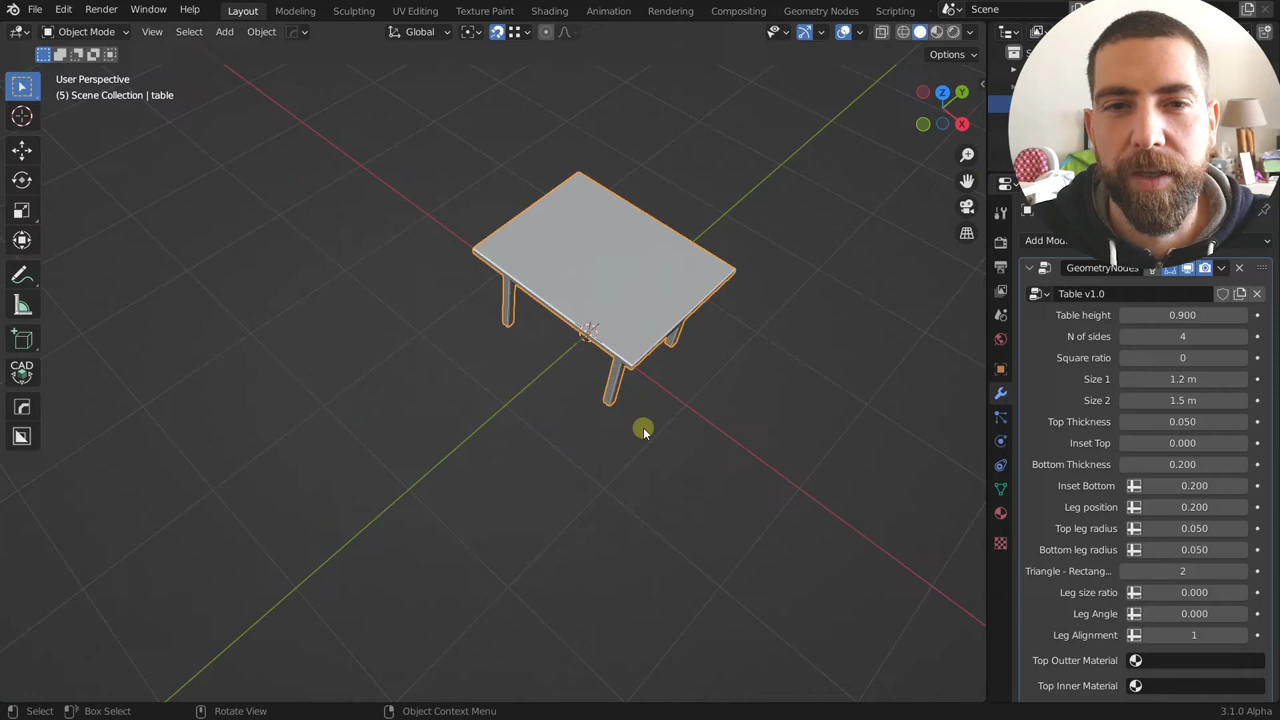 File Edit Render Window Help Layout Modeling Sculpting UV Editing Texture Paint Shading Animation Rendering Compositing Geometry Nodes Scripting Scene
Object Mode View Select Add Object Global
Options
User Perspective
(5) Scene Collection | table
Z Y
X
Add Mo
GeometryNodes
Table v1.0
Table height 0.900
N of sides 4
Square ratio 0
Size 1 1.2 m
Size 2 1.5 m
Top Thickness 0.050
Inset Top 0.000
Bottom Thickness 0.200
Inset Bottom 0.200
Leg position 0.200
Top leg radius 0.050
Bottom leg radius 0.050
Triangle - Rectang... 2
Leg size ratio 0.000
Leg Angle 0.000
Leg Alignment 1
Top Outter Material
Top Inner Material
CAD
Select Box Select Rotate View Object Context Menu 3.1.0 Alpha